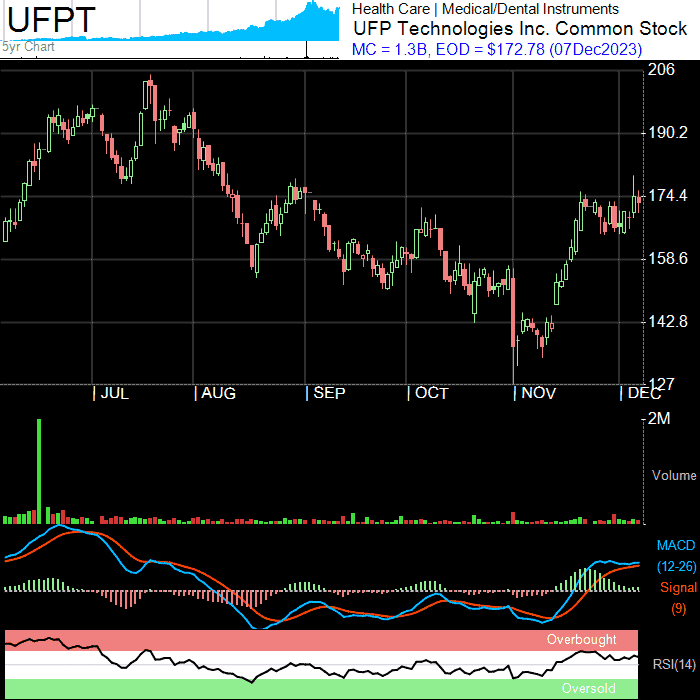 UFPT
5yr Chart
Health Care | Medical/Dental Instruments
UFP Technologies Inc. Common Stock
MC = 1.3B, EOD = $172.78 (07Dec2023)
206
190.2
174.4
158.6
142.8
127
| JUL | AUG | SEP | OCT | NOV | DEC
2M
Volume
MACD
(12-26)
Signal
(9)
Overbought
RSI(14)
Oversold